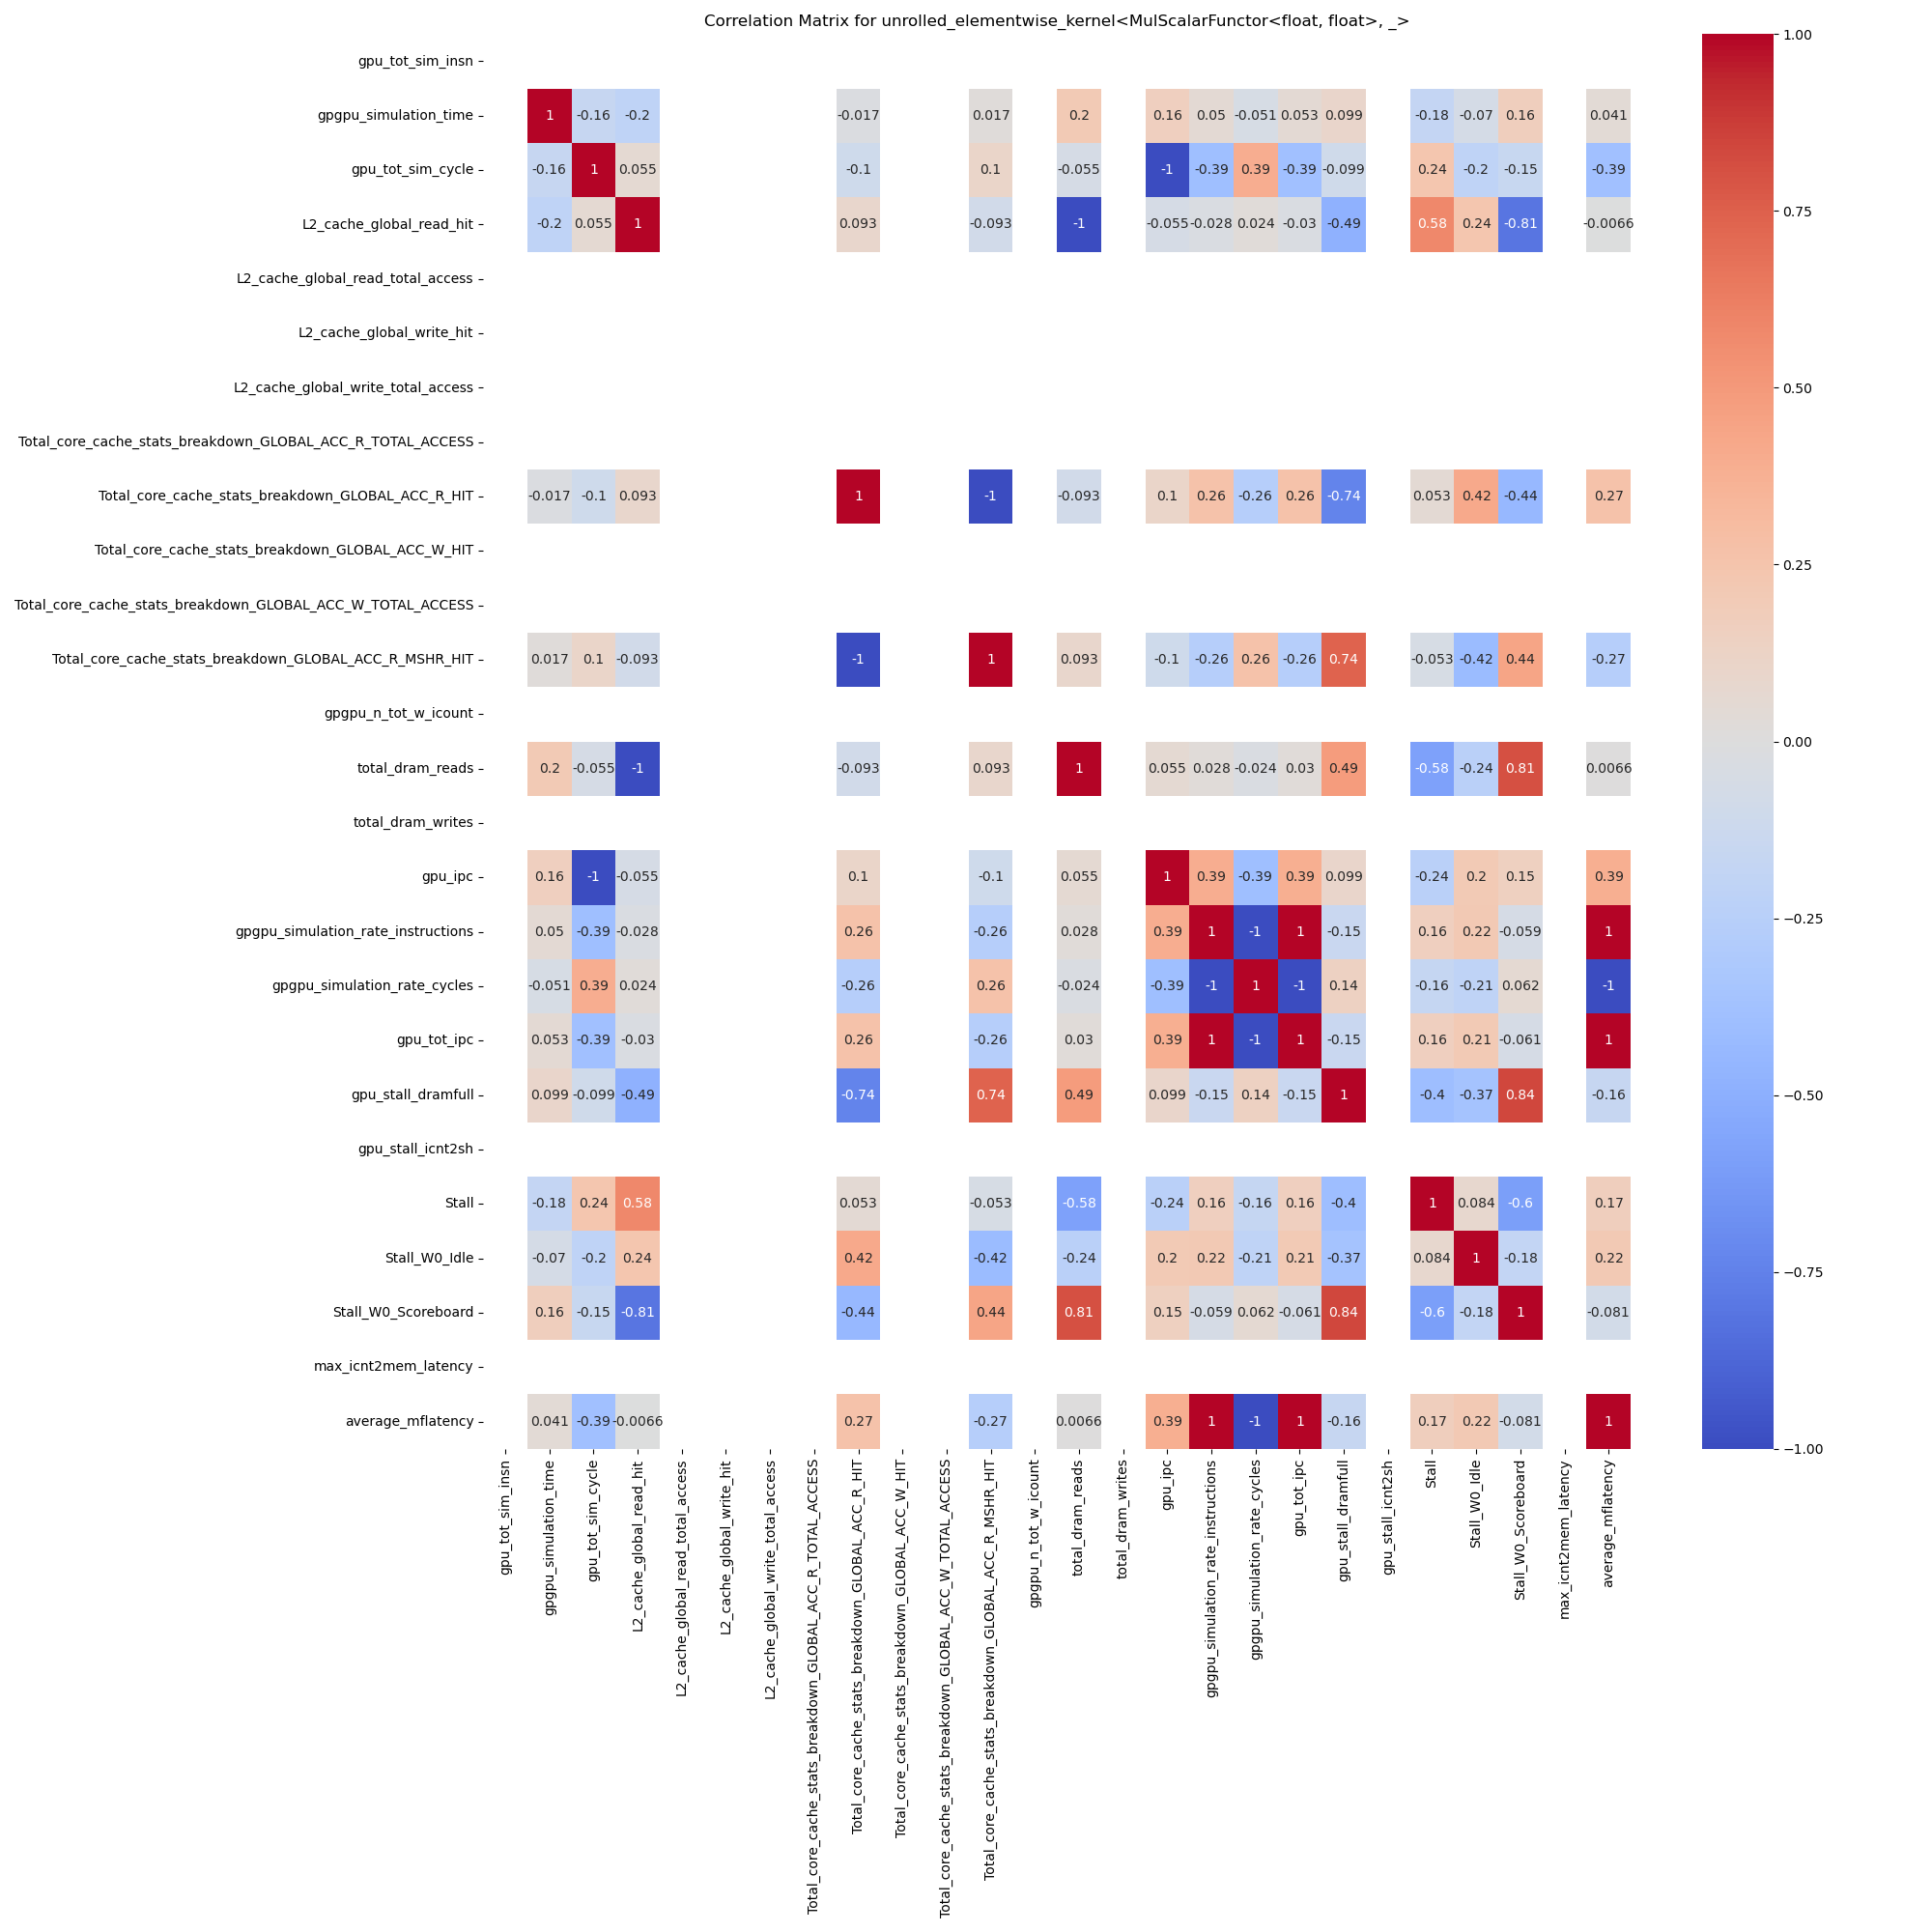 Correlation Matrix for unrolled_elementwise_kernel<MulScalarFunctor<float, float>, _>
gpu_tot_sim_insn
gpgpu_simulation_time 1 -0.16 -0.2 -0.017 0.017 0.2 0.16 0.05 -0.051 0.053 0.099 -0.18 -0.07 0.16 0.041
gpu_tot_sim_cycle -0.16 1 0.055 -0.1 0.1 -0.055 -1 -0.39 0.39 -0.39 -0.099 0.24 -0.2 -0.15 -0.39
L2_cache_global_read_hit -0.2 0.055 1 0.093 -0.093 -1 -0.055 -0.028 0.024 -0.03 -0.49 0.58 0.24 -0.81 -0.0066
L2_cache_global_read_total_access
L2_cache_global_write_hit
L2_cache_global_write_total_access
Total_core_cache_stats_breakdown_GLOBAL_ACC_R_TOTAL_ACCESS
Total_core_cache_stats_breakdown_GLOBAL_ACC_R_HIT -0.017 -0.1 0.093 1 -1 -0.093 0.1 0.26 -0.26 0.26 -0.74 0.053 0.42 -0.44 0.27
Total_core_cache_stats_breakdown_GLOBAL_ACC_W_HIT
Total_core_cache_stats_breakdown_GLOBAL_ACC_W_TOTAL_ACCESS
Total_core_cache_stats_breakdown_GLOBAL_ACC_R_MSHR_HIT 0.017 0.1 -0.093 -1 1 0.093 -0.1 -0.26 0.26 -0.26 0.74 -0.053 -0.42 0.44 -0.27
gpgpu_n_tot_w_icount
total_dram_reads 0.2 -0.055 -1 -0.093 0.093 1 0.055 0.028 -0.024 0.03 0.49 -0.58 -0.24 0.81 0.0066
total_dram_writes
gpu_ipc 0.16 -1 -0.055 0.1 -0.1 0.055 1 0.39 -0.39 0.39 0.099 -0.24 0.2 0.15 0.39
gpgpu_simulation_rate_instructions 0.05 -0.39 -0.028 0.26 -0.26 0.028 0.39 1 -1 1 -0.15 0.16 0.22 -0.059 1
gpgpu_simulation_rate_cycles -0.051 0.39 0.024 -0.26 0.26 -0.024 -0.39 -1 1 -1 0.14 -0.16 -0.21 0.062 -1
gpu_tot_ipc 0.053 -0.39 -0.03 0.26 -0.26 0.03 0.39 1 -1 1 -0.15 0.16 0.21 -0.061 1
gpu_stall_dramfull 0.099 -0.099 -0.49 -0.74 0.74 0.49 0.099 -0.15 0.14 -0.15 1 -0.4 -0.37 0.84 -0.16
gpu_stall_icnt2sh
Stall -0.18 0.24 0.58 0.053 -0.053 -0.58 -0.24 0.16 -0.16 0.16 -0.4 1 0.084 -0.6 0.17
Stall_W0_Idle -0.07 -0.2 0.24 0.42 -0.42 -0.24 0.2 0.22 -0.21 0.21 -0.37 0.084 1 -0.18 0.22
Stall_W0_Scoreboard 0.16 -0.15 -0.81 -0.44 0.44 0.81 0.15 -0.059 0.062 -0.061 0.84 -0.6 -0.18 1 -0.081
max_icnt2mem_latency
average_mflatency 0.041 -0.39 -0.0066 0.27 -0.27 0.0066 0.39 1 -1 1 -0.16 0.17 0.22 -0.081 1
gpu_tot_sim_insn
gpgpu_simulation_time
gpu_tot_sim_cycle
L2_cache_global_read_hit
L2_cache_global_read_total_access
L2_cache_global_write_hit
L2_cache_global_write_total_access
Total_core_cache_stats_breakdown_GLOBAL_ACC_R_TOTAL_ACCESS
Total_core_cache_stats_breakdown_GLOBAL_ACC_R_HIT
Total_core_cache_stats_breakdown_GLOBAL_ACC_W_HIT
Total_core_cache_stats_breakdown_GLOBAL_ACC_W_TOTAL_ACCESS
Total_core_cache_stats_breakdown_GLOBAL_ACC_R_MSHR_HIT
gpgpu_n_tot_w_icount
total_dram_reads
total_dram_writes
gpu_ipc
gpgpu_simulation_rate_instructions
gpgpu_simulation_rate_cycles
gpu_tot_ipc
gpu_stall_dramfull
gpu_stall_icnt2sh
Stall
Stall_W0_Idle
Stall_W0_Scoreboard
max_icnt2mem_latency
average_mflatency
1.00
0.75
0.50
0.25
0.00
−0.25
−0.50
−0.75
−1.00